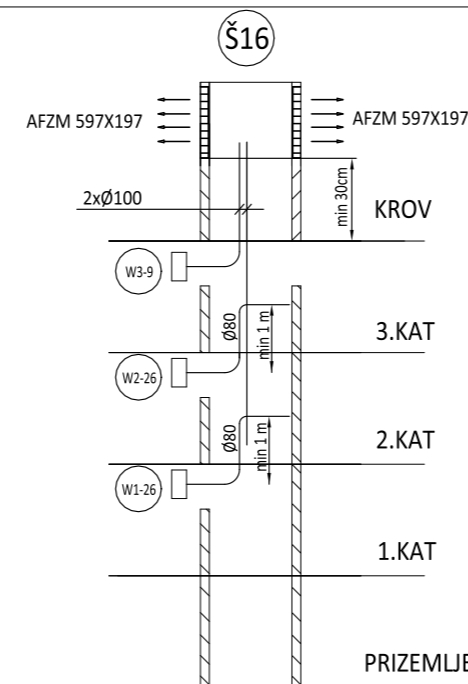 Š16
AFZM 597X197
AFZM 597X197
2xØ100
min 30cm
KROV
W3-9
Ø80
min 1 m
3.KAT
W2-26
Ø80
min 1 m
2.KAT
W1-26
1.KAT
PRIZEMLJE